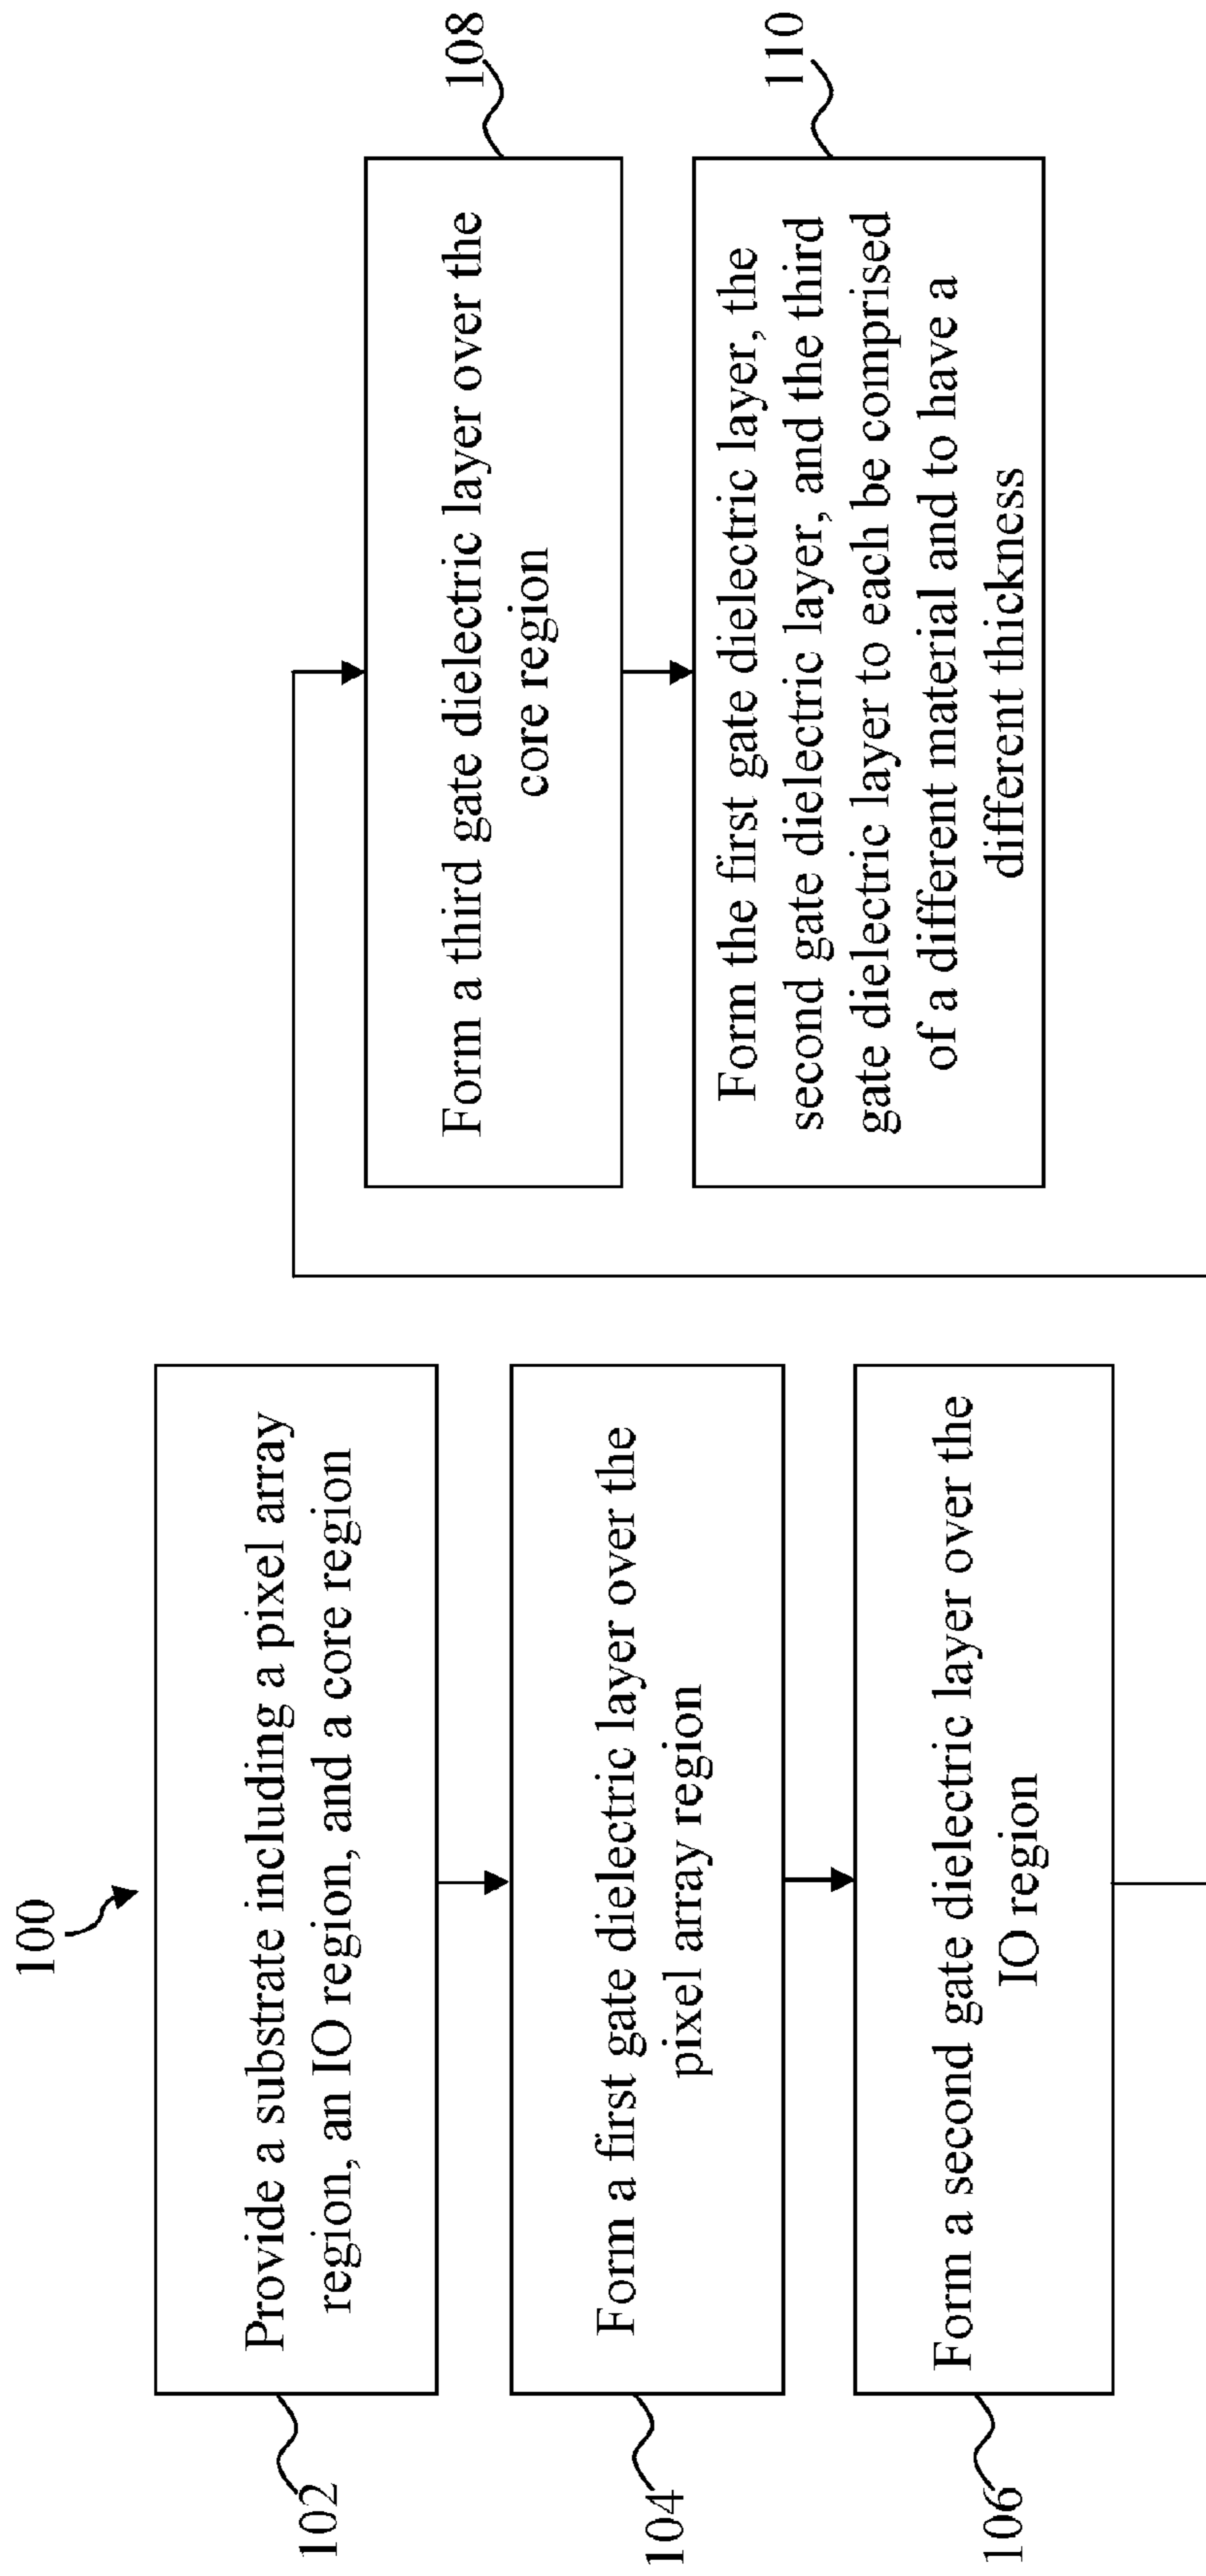 100
102
Provide a substrate including a pixel array
region, an IO region, and a core region
104
Form a first gate dielectric layer over the
pixel array region
106
Form a second gate dielectric layer over the
IO region
108
Form a third gate dielectric layer over the
core region
110
Form the first gate dielectric layer, the
second gate dielectric layer, and the third
gate dielectric layer to each be comprised
of a different material and to have a
different thickness